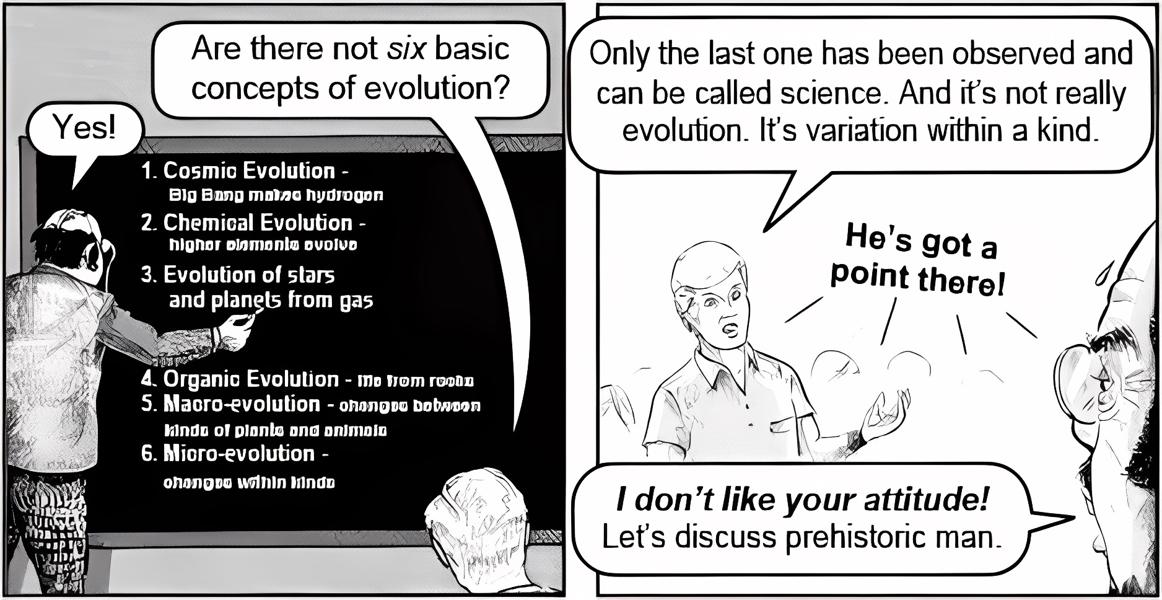 Are there not six basic
concepts of evolution?
Yes!
1. Cosmic Evolution -
Big Bang makes hydrogen
2. Chemical Evolution -
higher elements evolve
3. Evolution of stars
and planets from gas
4. Organic Evolution - life from rocks
5. Macro-evolution - changes between
kinds of plants and animals
6. Micro-evolution -
changes within kinds
Only the last one has been observed and
can be called science. And it's not really
evolution. It's variation within a kind.
He's got a
point there!
I don't like your attitude!
Let's discuss prehistoric man.